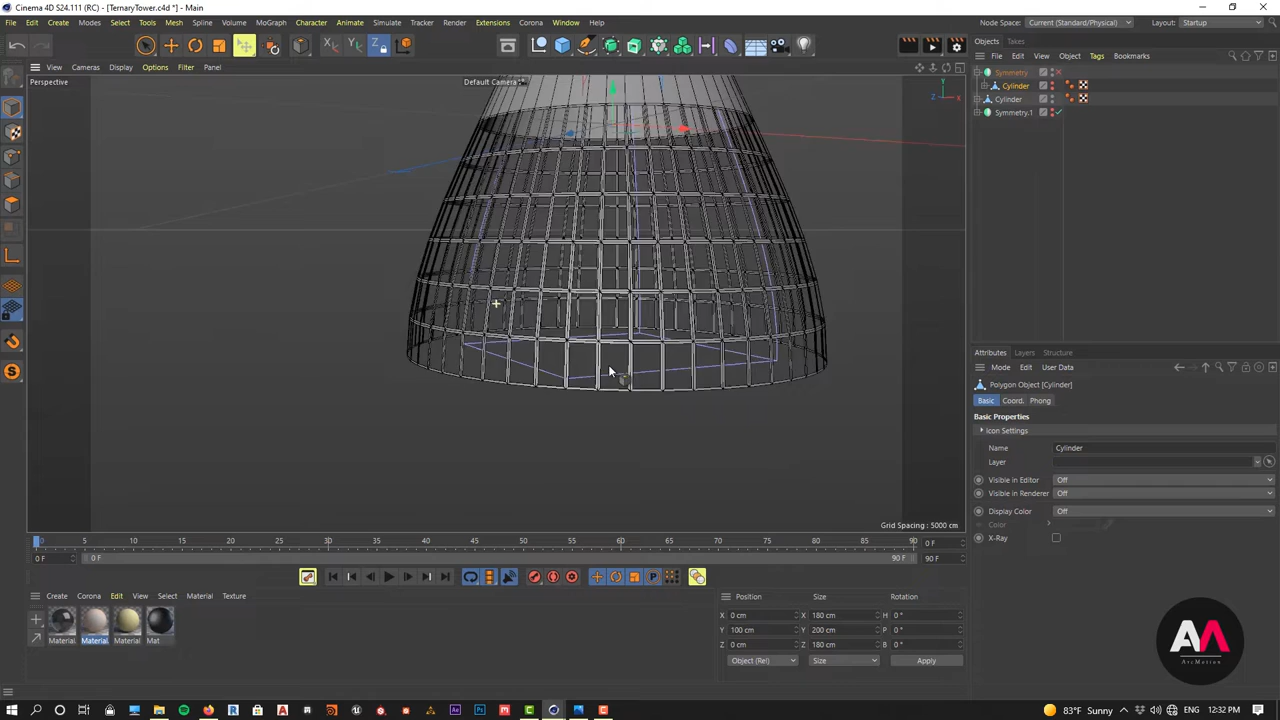 Cinema 4D S24.111 (RC) - [TernaryTower.c4d *] - Main
File Edit Create Modes Select Tools Mesh Spline Volume MoGraph Character Animate Simulate Tracker Render Extensions Corona Window Help
Node Space: Current (Standard/Physical) Layout: Startup
Objects Takes
File Edit View Object Tags Bookmarks
View Cameras Display Options Filter Panel
Perspective
Default Camera
Symmetry
Cylinder
Cylinder
Symmetry.1
Y
Z X
Grid Spacing : 5000 cm
Attributes Layers Structure
Mode Edit User Data
Polygon Object [Cylinder]
Basic Coord. Phong
Basic Properties
Icon Settings
Name Cylinder
Layer
Visible in Editor Off
Visible in Renderer Off
Display Color Off
Color
X-Ray
0 5 10 15 20 25 30 35 40 45 50 55 60 65 70 75 80 85 90 0 F
0 F 0 F 90 F 90 F
Create Corona Edit View Select Material Texture
Material Material Material Mat
Position Size Rotation
X 0 cm X 180 cm H 0 °
Y 100 cm Y 200 cm P 0 °
Z 0 cm Z 180 cm B 0 °
Object (Rel) Size Apply
AM
ArcMotion
83°F Sunny ENG 12:32 PM